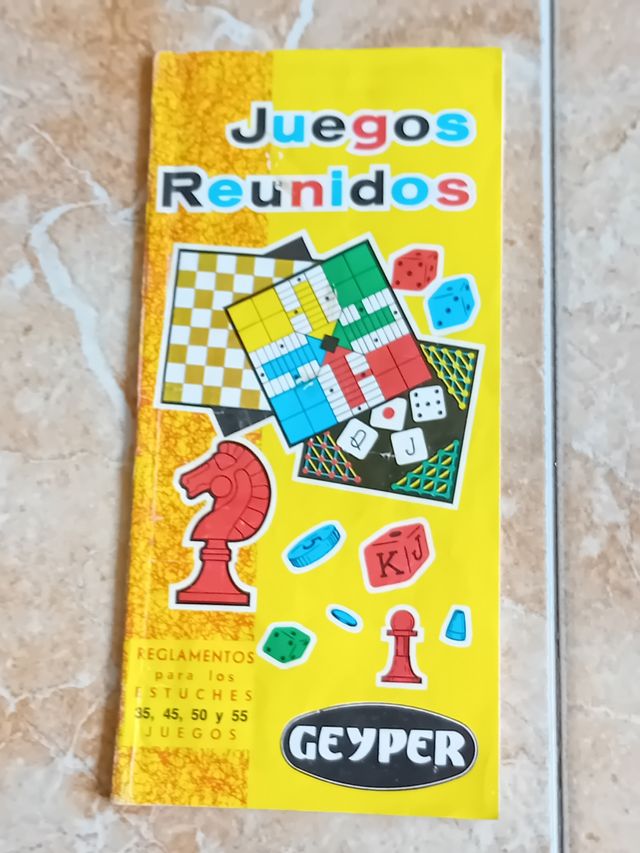 Juegos
Reunidos
J
K J
REGLAMENTOS
para los
ESTUCHES
35, 45, 50 y 55
JUEGOS
GEYPER